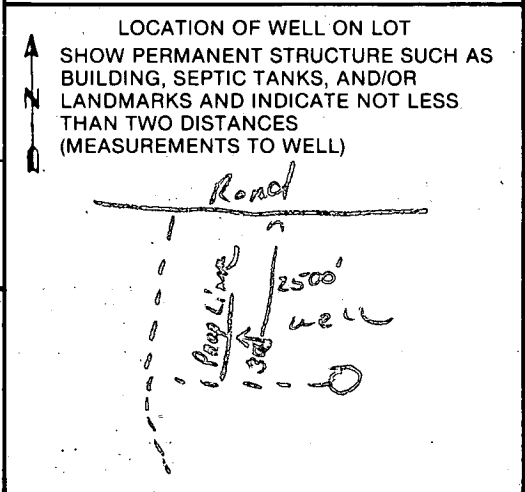 LOCATION OF WELL ON LOT
SHOW PERMANENT STRUCTURE SUCH AS
BUILDING, SEPTIC TANKS, AND/OR
LANDMARKS AND INDICATE NOT LESS
THAN TWO DISTANCES
(MEASUREMENTS TO WELL)
N
Road
Prop Line
2500'
well